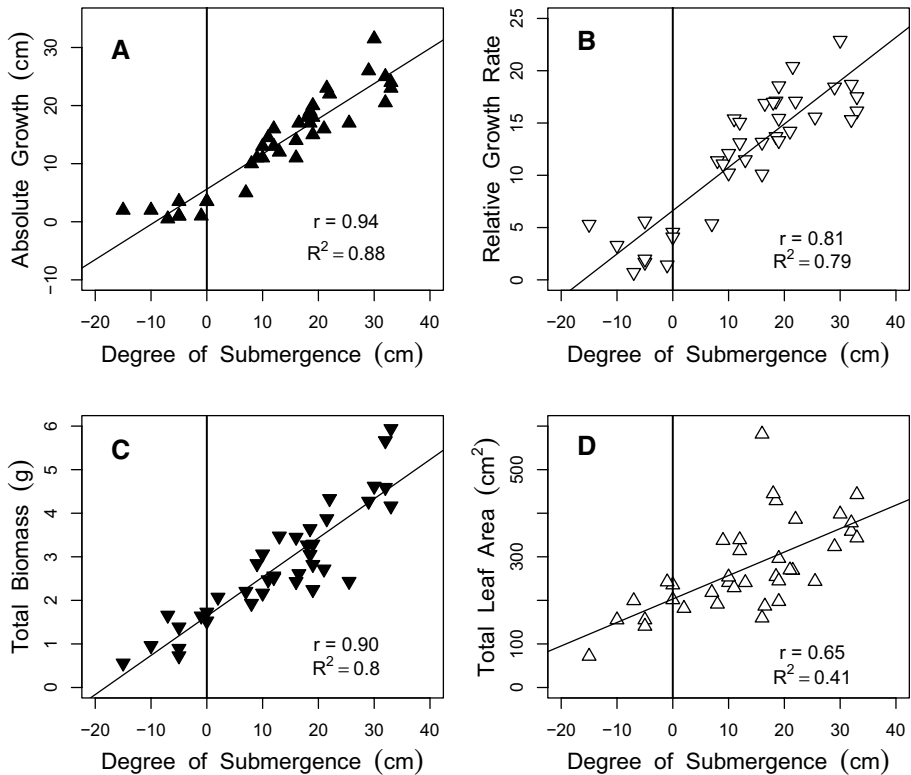 A
Absolute Growth (cm)
30
20
10
0
−10
r = 0.94
R² = 0.88
−20 −10 0 10 20 30 40
Degree of Submergence (cm)
B
Relative Growth Rate
25
20
15
10
5
0
r = 0.81
R² = 0.79
−20 −10 0 10 20 30 40
Degree of Submergence (cm)
C
Total Biomass (g)
6
5
4
3
2
1
0
r = 0.90
R² = 0.8
−20 −10 0 10 20 30 40
Degree of Submergence (cm)
D
Total Leaf Area (cm²)
500
300
100
0
r = 0.65
R² = 0.41
−20 −10 0 10 20 30 40
Degree of Submergence (cm)